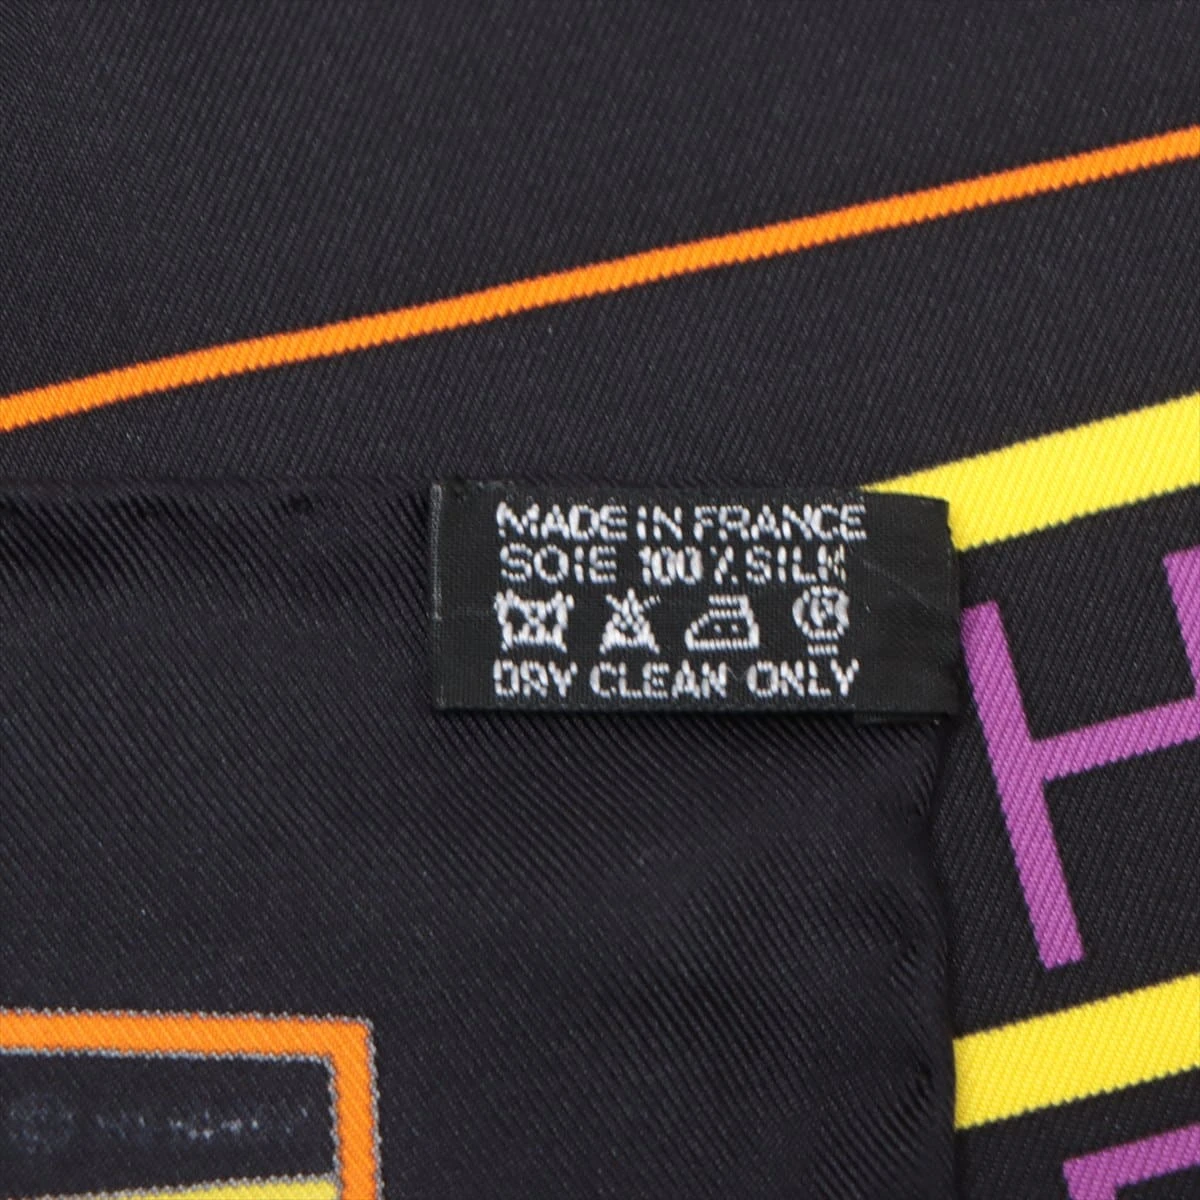 MADE IN FRANCE
SOIE 100% SILK
P
DRY CLEAN ONLY
H